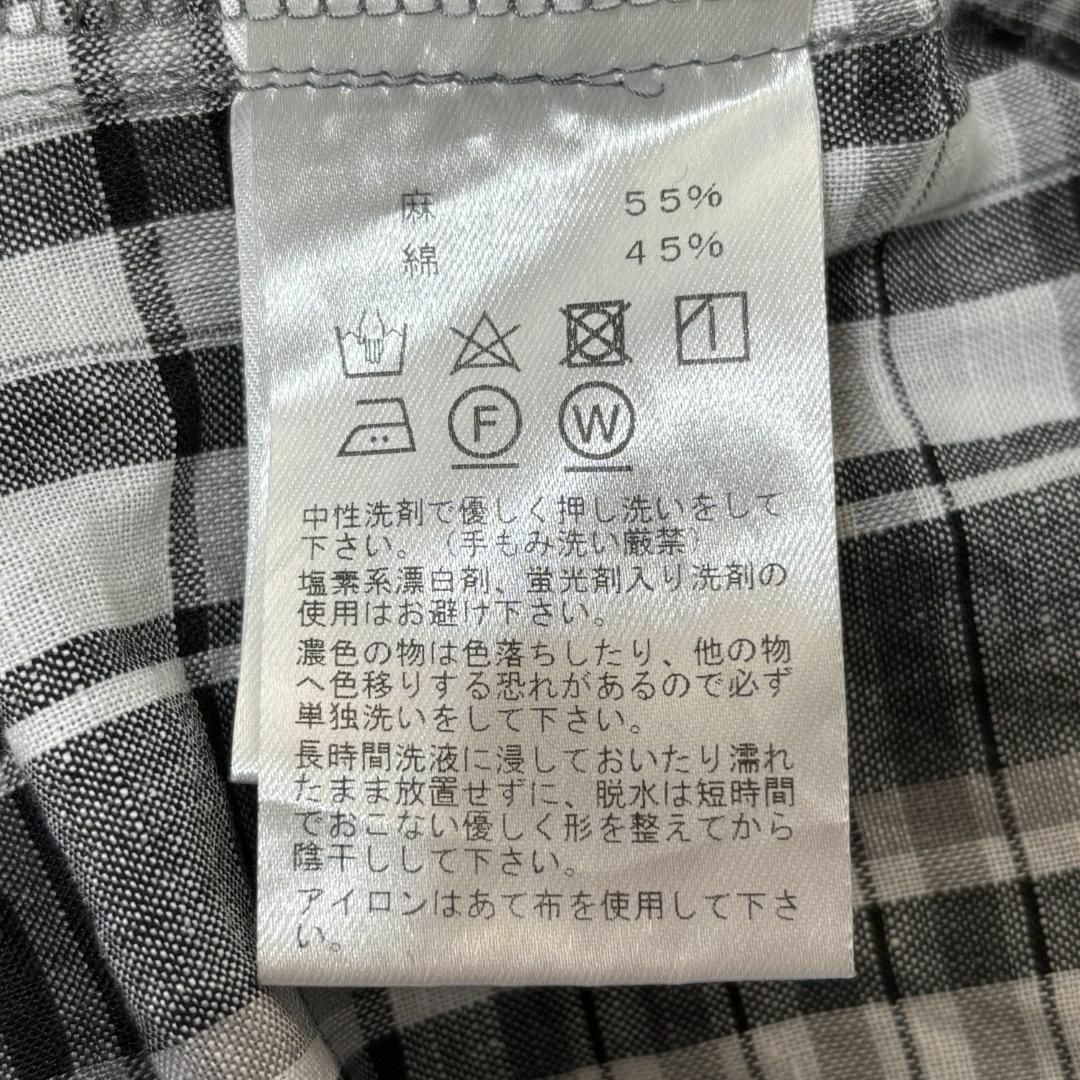 麻 55%
綿 45%
F W
中性洗剤で優しく押し洗いをして
下さい。（手もみ洗い厳禁）
塩素系漂白剤、蛍光剤入り洗剤の
使用はお避け下さい。
濃色の物は色落ちしたり、他の物
へ色移りする恐れがあるので必ず
単独洗いをして下さい。
長時間洗液に浸しておいたり濡れ
たまま放置せずに、脱水は短時間
でおこない優しく形を整えてから
陰干しして下さい。
アイロンはあて布を使用して下さ
い。